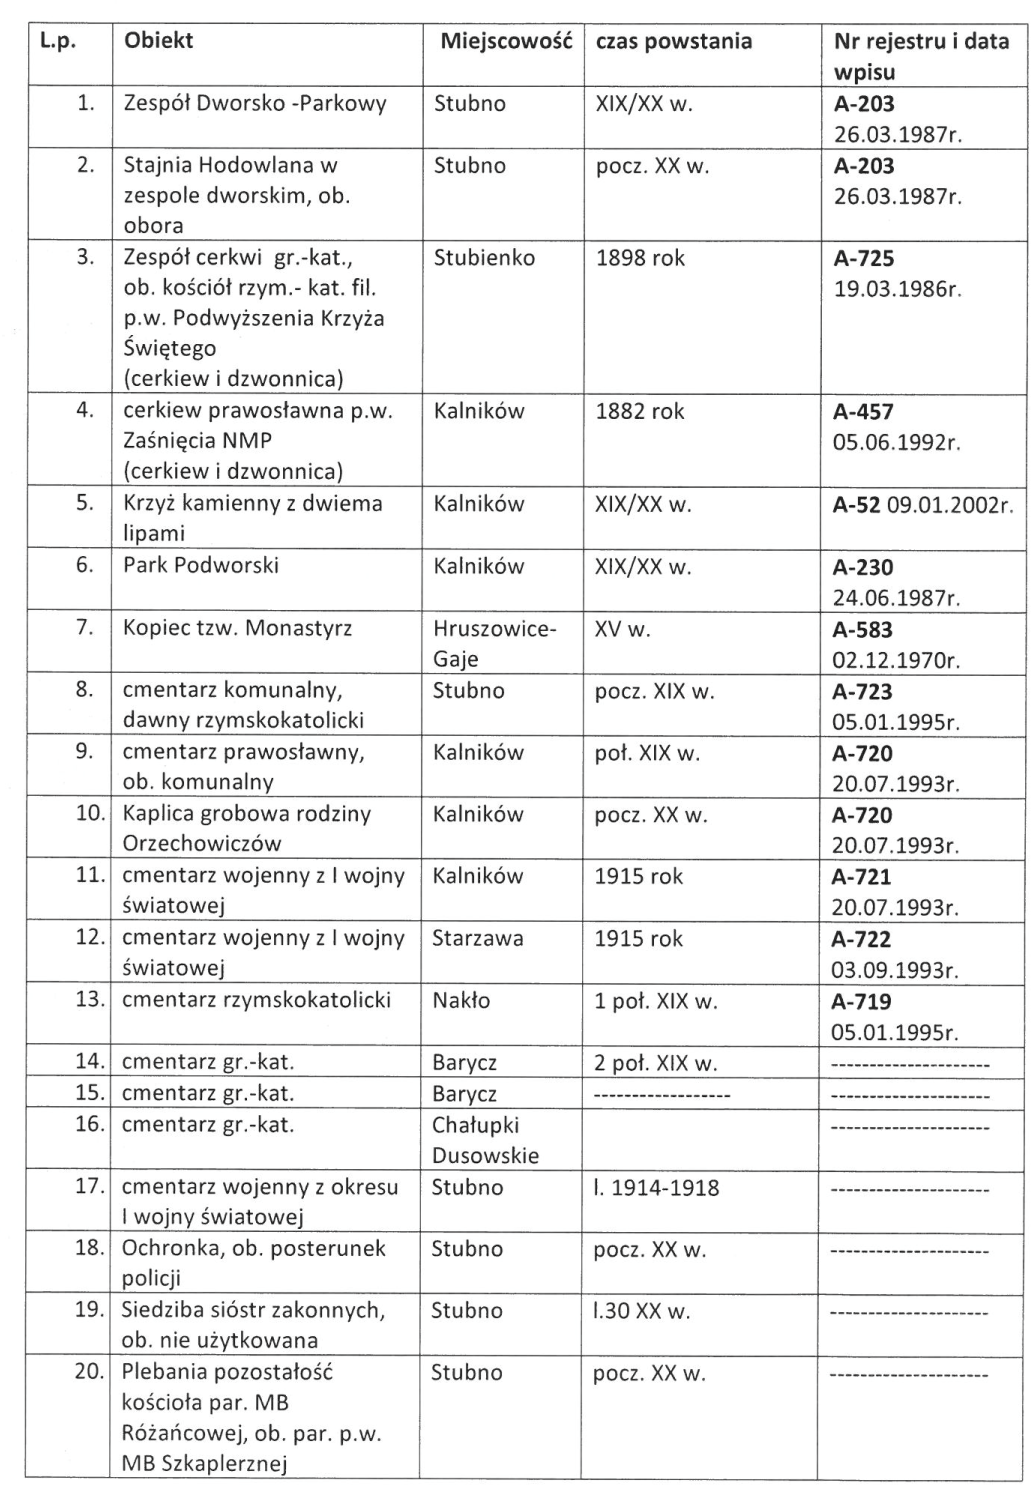 L.p. Obiekt Miejscowość czas powstania Nr rejestru i data
wpisu
1. Zespół Dworsko -Parkowy Stubno XIX/XX w. A-203
26.03.1987r.
2. Stajnia Hodowlana w Stubno pocz. XX w. A-203
zespole dworskim, ob. 26.03.1987r.
obora
3. Zespół cerkwi gr.-kat., Stubienko 1898 rok A-725
ob. kościół rzym.- kat. fil. 19.03.1986r.
p.w. Podwyższenia Krzyża
Świętego
(cerkiew i dzwonnica)
4. cerkiew prawosławna p.w. Kalników 1882 rok A-457
Zaśnięcia NMP 05.06.1992r.
(cerkiew i dzwonnica)
5. Krzyż kamienny z dwiema Kalników XIX/XX w. A-52 09.01.2002r.
lipami
6. Park Podworski Kalników XIX/XX w. A-230
24.06.1987r.
7. Kopiec tzw. Monastyrz Hruszowice- XV w. A-583
Gaje 02.12.1970r.
8. cmentarz komunalny, Stubno pocz. XIX w. A-723
dawny rzymskokatolicki 05.01.1995r.
9. cmentarz prawosławny, Kalników poł. XIX w. A-720
ob. komunalny 20.07.1993r.
10. Kaplica grobowa rodziny Kalników pocz. XX w. A-720
Orzechowiczów 20.07.1993r.
11. cmentarz wojenny z I wojny Kalników 1915 rok A-721
światowej 20.07.1993r.
12. cmentarz wojenny z I wojny Starzawa 1915 rok A-722
światowej 03.09.1993r.
13. cmentarz rzymskokatolicki Nakło 1 poł. XIX w. A-719
05.01.1995r.
14. cmentarz gr.-kat. Barycz 2 poł. XIX w. ---------------------
15. cmentarz gr.-kat. Barycz ------------------ ---------------------
16. cmentarz gr.-kat. Chałupki ---------------------
Dusowskie
17. cmentarz wojenny z okresu Stubno l. 1914-1918 ---------------------
I wojny światowej
18. Ochronka, ob. posterunek Stubno pocz. XX w. ---------------------
policji
19. Siedziba sióstr zakonnych, Stubno l.30 XX w. ---------------------
ob. nie użytkowana
20. Plebania pozostałość Stubno pocz. XX w. ---------------------
kościoła par. MB
Różańcowej, ob. par. p.w.
MB Szkaplerznej